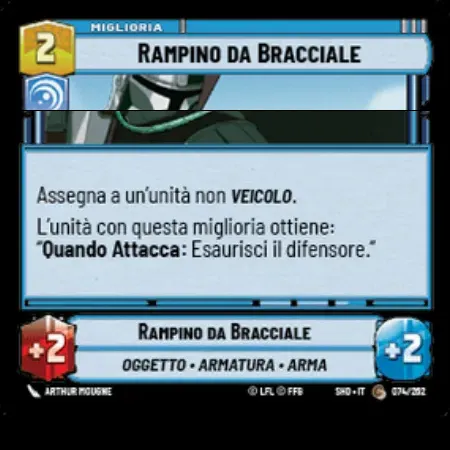 MIGLIORIA
2
RAMPINO DA BRACCIALE
Assegna a un'unità non VEICOLO.
L'unità con questa miglioria ottiene:
"Quando Attacca: Esaurisci il difensore."
RAMPINO DA BRACCIALE
+2
+2
OGGETTO • ARMATURA • ARMA
ARTHUR MOUGNE
© LFL © FFG
SHD • IT
074/262